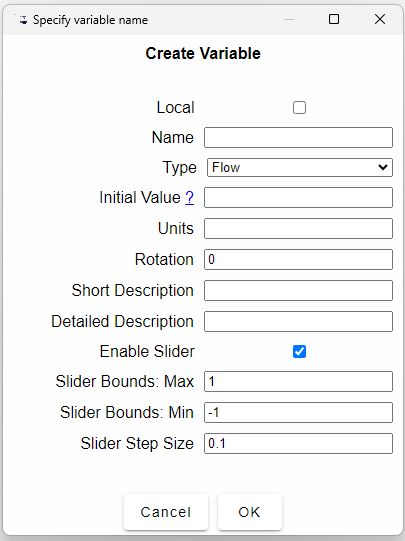 Specify variable name
Create Variable
Local
Name
Type Flow
Initial Value ?
Units
Rotation 0
Short Description
Detailed Description
Enable Slider
Slider Bounds: Max 1
Slider Bounds: Min -1
Slider Step Size 0.1
Cancel OK